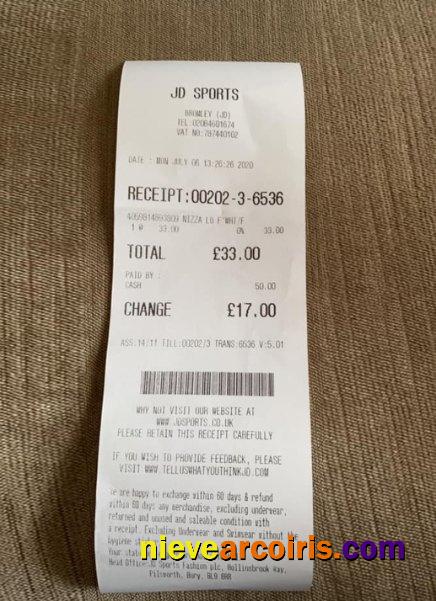 JD SPORTS
BROMLEY (JD)
TEL:02084601674
VAT NO:787440102
DATE : MON JULY 06 13:26:26 2020
RECEIPT:00202-3-6536
4059814893809 NIZZA LO F WHT/F
1 @ 33.00 0% 33.00
TOTAL £33.00
PAID BY :
CASH 50.00
CHANGE £17.00
ASS:14:11 TILL:00202/3 TRANS:6536 V:5.01
WHY NOT VISIT OUR WEBSITE AT
WWW.JDSPORTS.CO.UK
PLEASE RETAIN THIS RECEIPT CAREFULLY
IF YOU WISH TO PROVIDE FEEDBACK, PLEASE
VISIT WWW.TELLUSWHATYOUTHINKJD.COM
We are happy to exchange within 60 days & refund
within 60 days any merchandise, excluding underwear,
returned and unused and saleable condition with
a receipt. Excluding Underwear and Swimwear without the
hygiene
nievearcoiris.com
Your
Head Office:JD Sports Fashion plc, Hollinsbrook Way,
Pilsworth, Bury, BL9 8RR